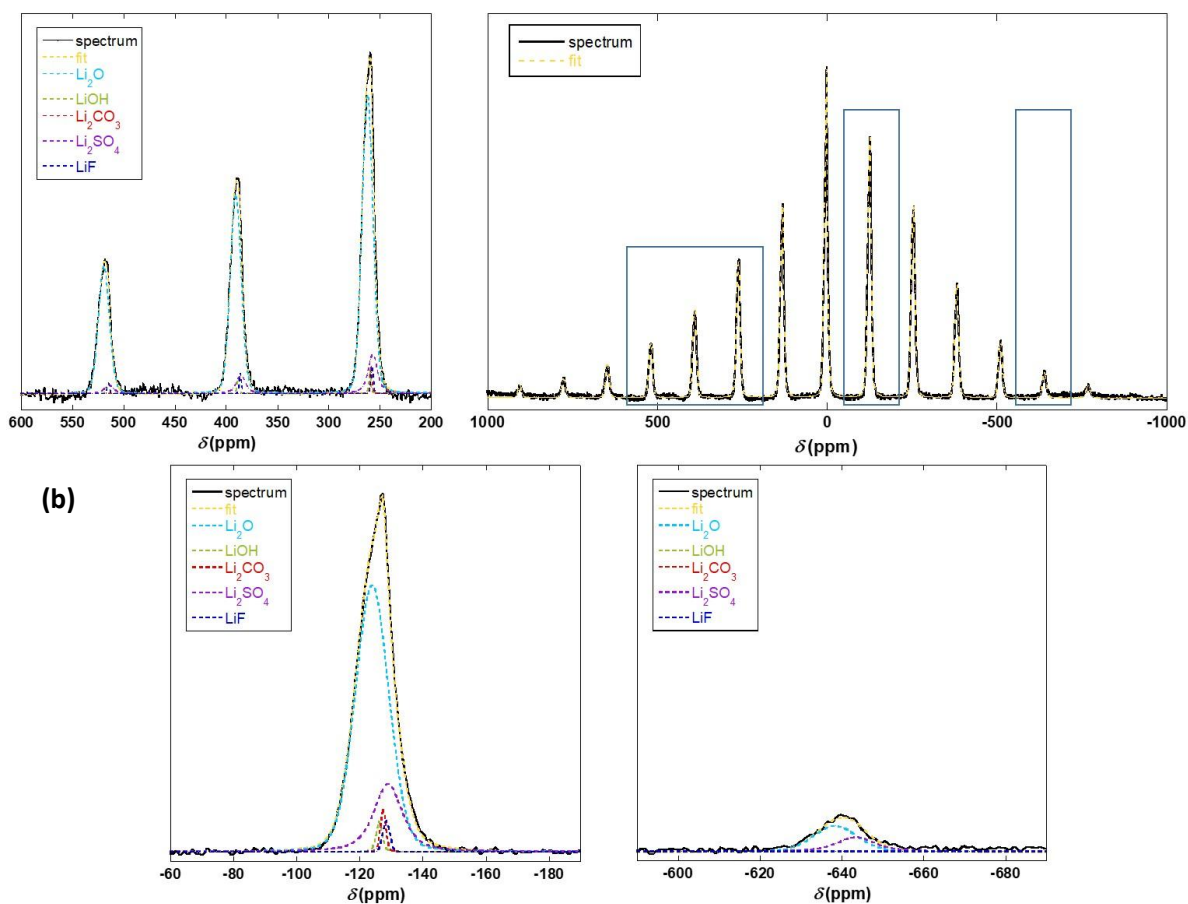 spectrum
fit
Li₂O
LiOH
Li₂CO₃
Li₂SO₄
LiF
600 550 500 450 400 350 300 250 200
δ(ppm)
spectrum
fit
1000 500 0 -500 -1000
δ(ppm)
(b)
spectrum
fit
Li₂O
LiOH
Li₂CO₃
Li₂SO₄
LiF
-60 -80 -100 -120 -140 -160 -180
δ(ppm)
spectrum
fit
Li₂O
LiOH
Li₂CO₃
Li₂SO₄
LiF
-600 -620 -640 -660 -680
δ(ppm)